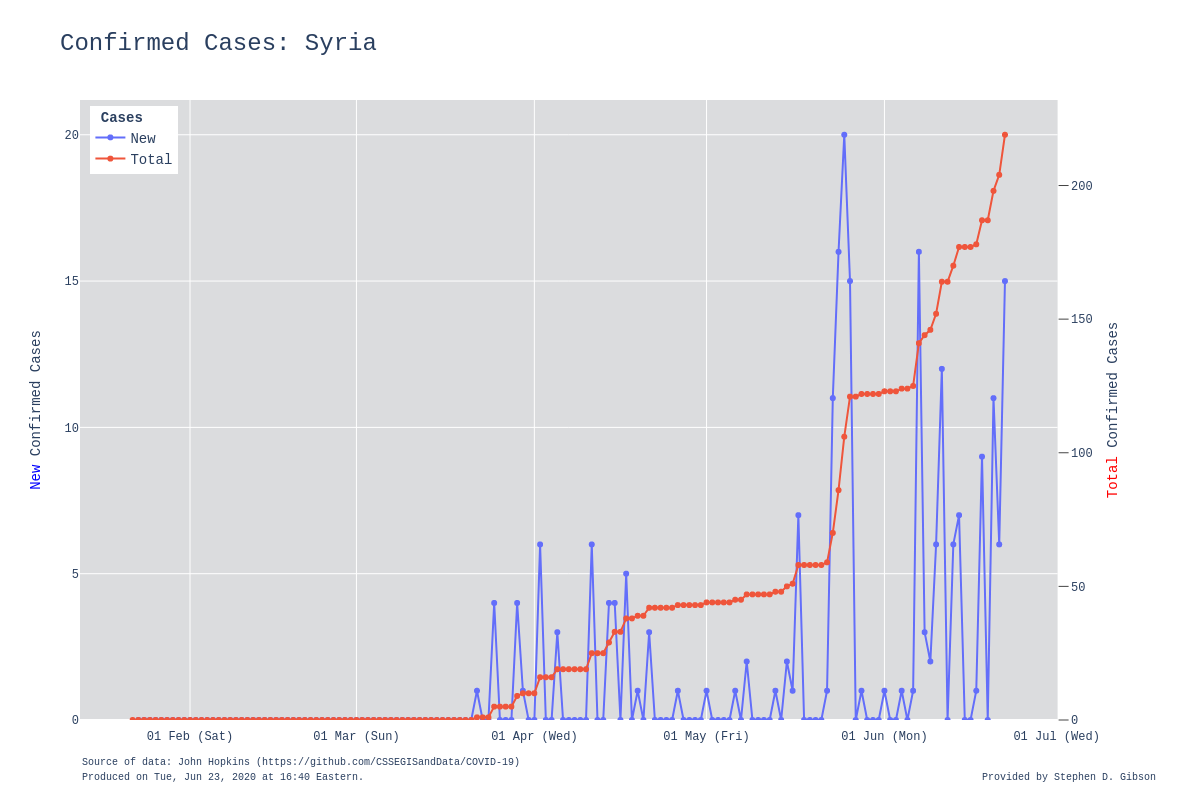 Confirmed Cases: Syria
Cases
New
Total
20
15
10
5
0
200
150
100
50
0
New Confirmed Cases
Total Confirmed Cases
01 Feb (Sat)
01 Mar (Sun)
01 Apr (Wed)
01 May (Fri)
01 Jun (Mon)
01 Jul (Wed)
Source of data: John Hopkins (https://github.com/CSSEGISandData/COVID-19)
Produced on Tue, Jun 23, 2020 at 16:40 Eastern.
Provided by Stephen D. Gibson